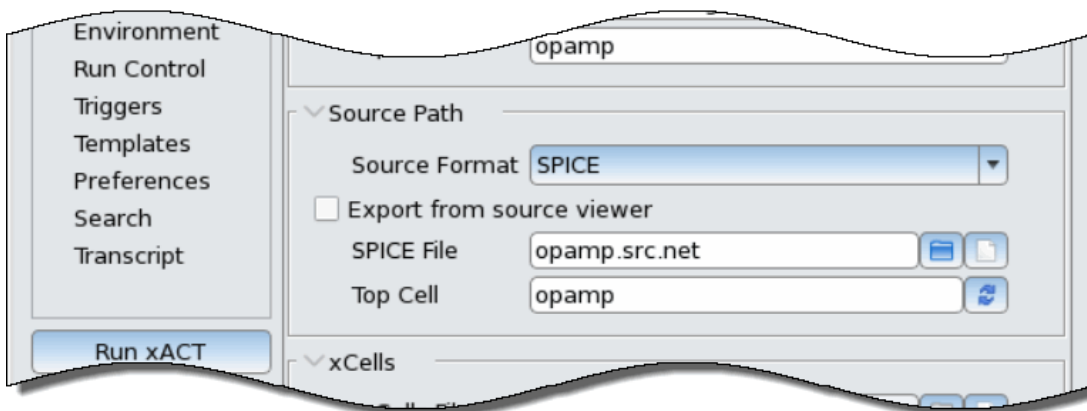 Environment
Run Control
Triggers
Templates
Preferences
Search
Transcript
Run xACT
opamp
Source Path
Source Format SPICE
Export from source viewer
SPICE File opamp.src.net
Top Cell opamp
xCells